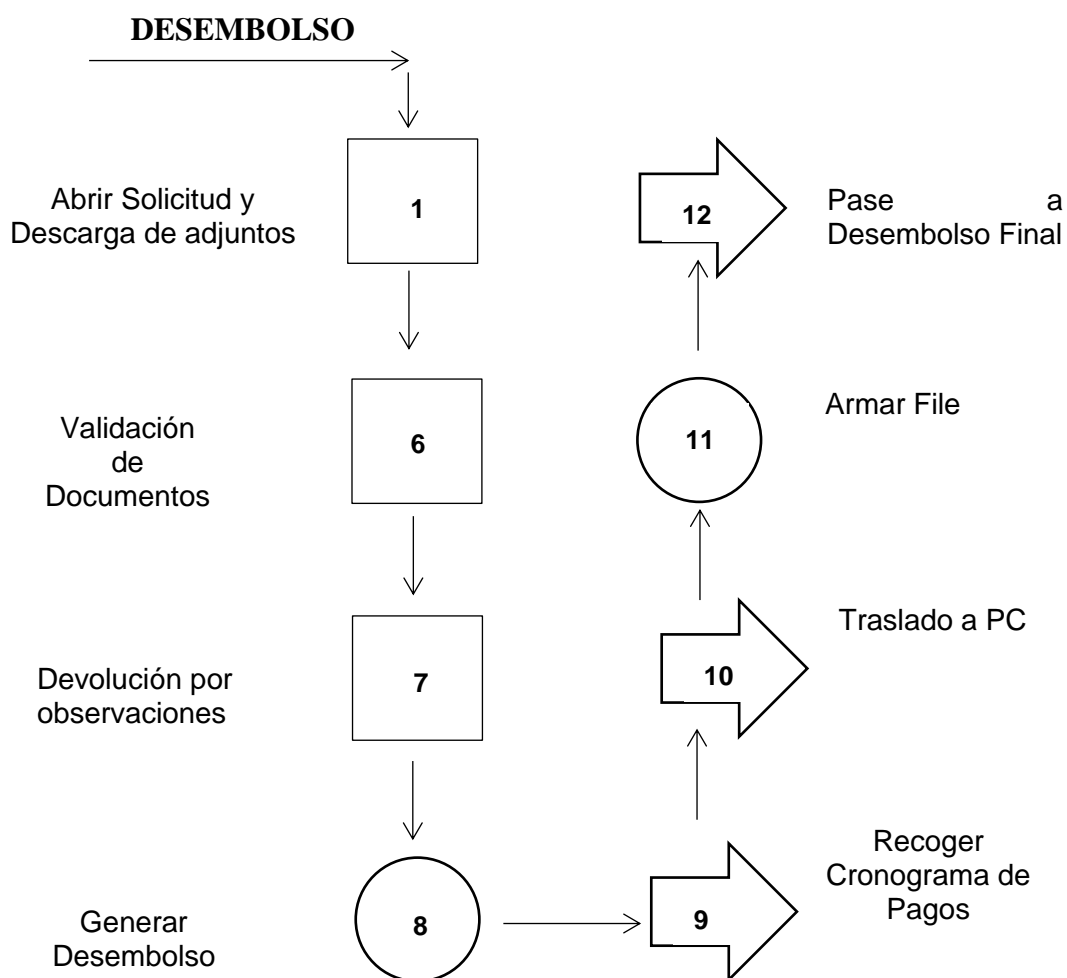 DESEMBOLSO
Abrir Solicitud y
Descarga de adjuntos
1
Validación
de
Documentos
6
Devolución por
observaciones
7
Generar
Desembolso
8
9
Recoger
Cronograma de
Pagos
10
Traslado a PC
11
Armar File
12
Pase a
Desembolso Final